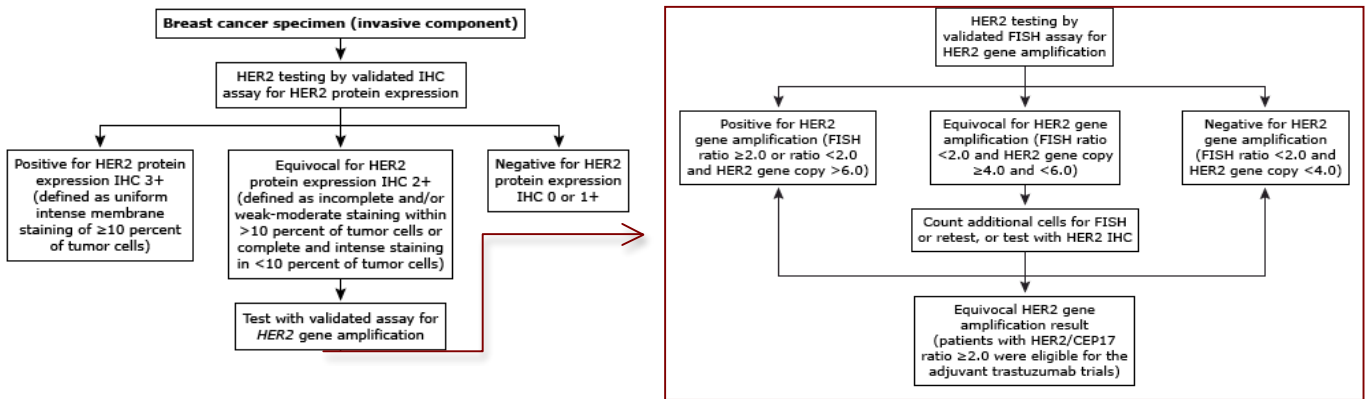 Breast cancer specimen (invasive component)
HER2 testing by validated IHC
assay for HER2 protein expression
Positive for HER2 protein
expression IHC 3+
(defined as uniform
intense membrane
staining of ≥10 percent
of tumor cells)
Equivocal for HER2
protein expression IHC 2+
(defined as incomplete and/or
weak-moderate staining within
>10 percent of tumor cells or
complete and intense staining
in <10 percent of tumor cells)
Negative for HER2
protein expression
IHC 0 or 1+
Test with validated assay for
HER2 gene amplification
HER2 testing by
validated FISH assay for
HER2 gene amplification
Positive for HER2
gene amplification (FISH
ratio ≥2.0 or ratio <2.0
and HER2 gene copy >6.0)
Equivocal for HER2 gene
amplification (FISH ratio
<2.0 and HER2 gene copy
≥4.0 and <6.0)
Negative for HER2
gene amplification
(FISH ratio <2.0 and
HER2 gene copy <4.0)
Count additional cells for FISH
or retest, or test with HER2 IHC
Equivocal HER2 gene
amplification result
(patients with HER2/CEP17
ratio ≥2.0 were eligible for the
adjuvant trastuzumab trials)